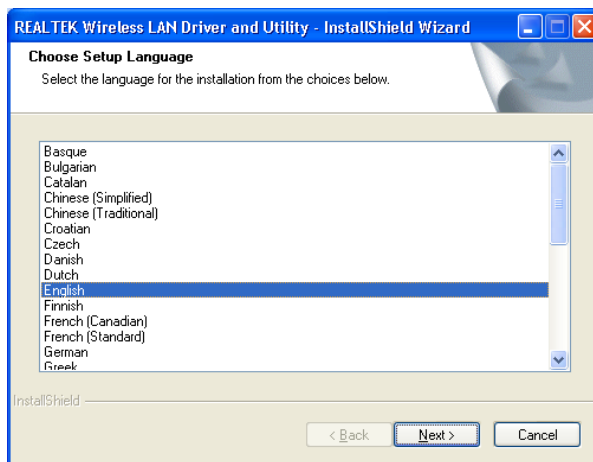 REALTEK Wireless LAN Driver and Utility - InstallShield Wizard
Choose Setup Language
Select the language for the installation from the choices below.
Basque
Bulgarian
Catalan
Chinese (Simplified)
Chinese (Traditional)
Croatian
Czech
Danish
Dutch
English
Finnish
French (Canadian)
French (Standard)
German
Greek
InstallShield
< Back Next > Cancel